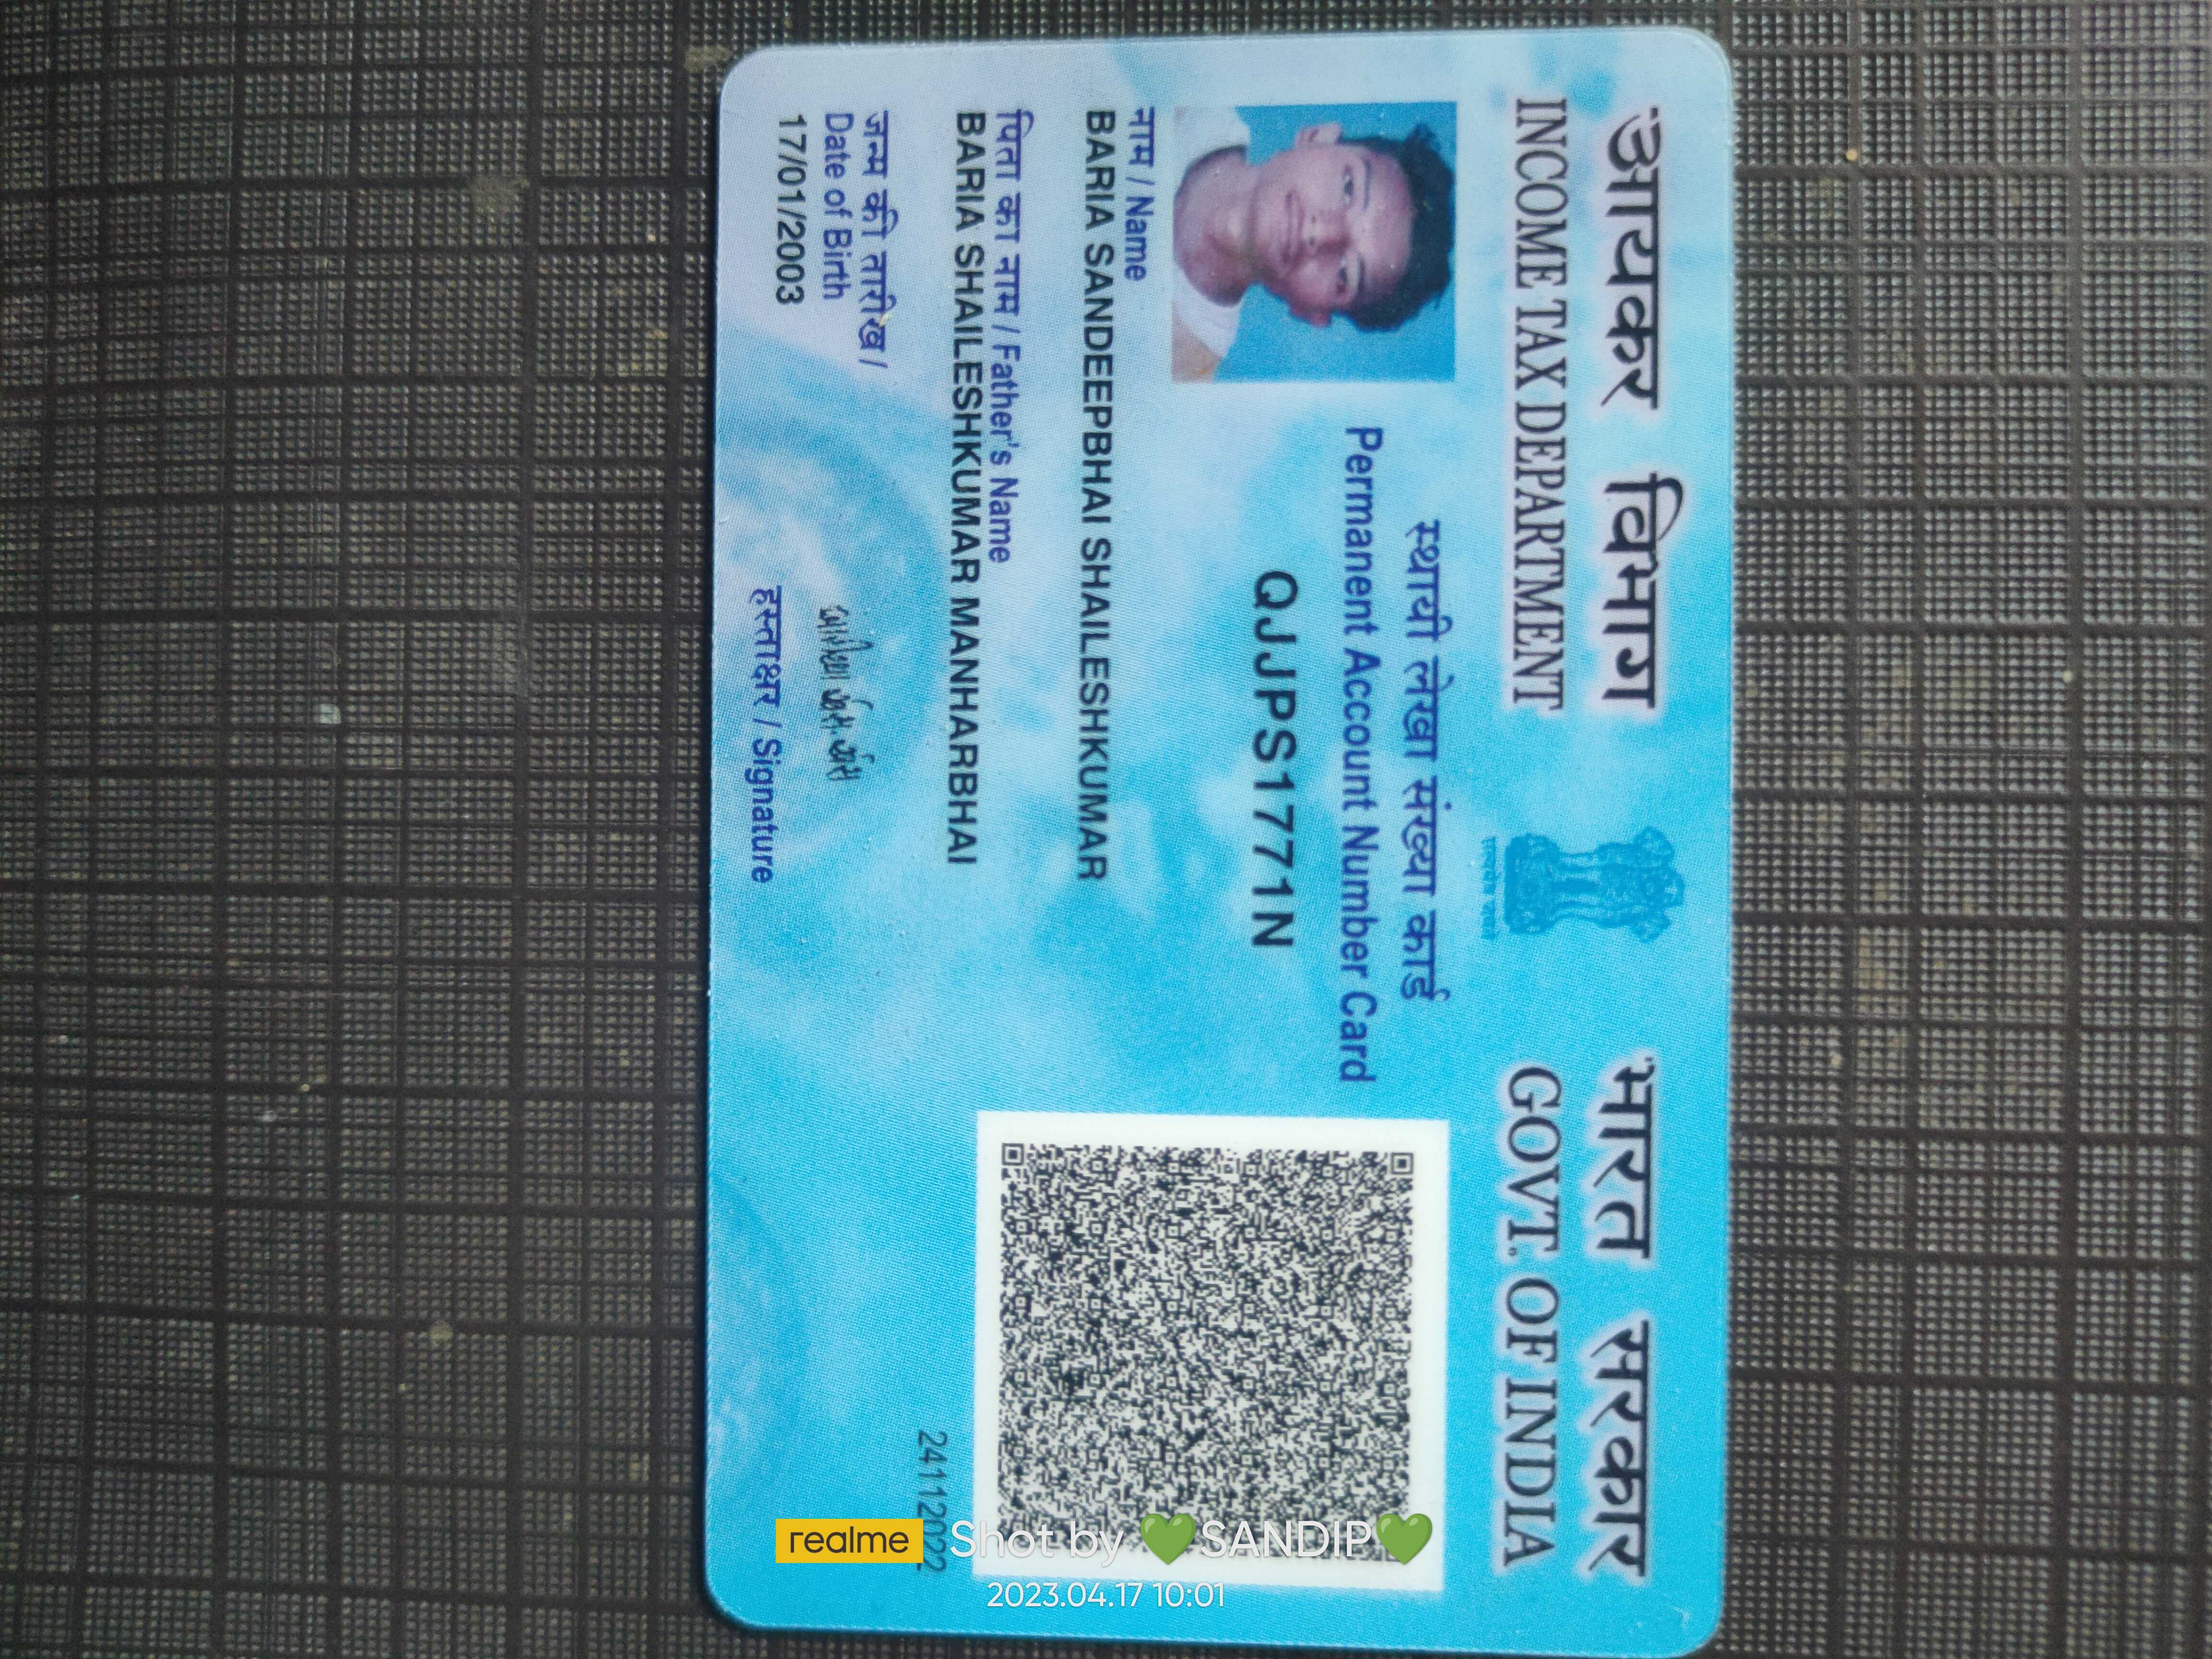 आयकर विभाग
INCOME TAX DEPARTMENT
सत्यमेव जयते
भारत सरकार
GOVT. OF INDIA
स्थायी लेखा संख्या कार्ड
Permanent Account Number Card
QJJPS1771N
नाम / Name
BARIA SANDEEPBHAI SHAILESHKUMAR
पिता का नाम / Father's Name
BARIA SHAILESHKUMAR MANHARBHAI
जन्म की तारीख /
Date of Birth
17/01/2003
हस्ताक्षर / Signature
24112022
realme Shot by 💚SANDIP💚
2023.04.17 10:01